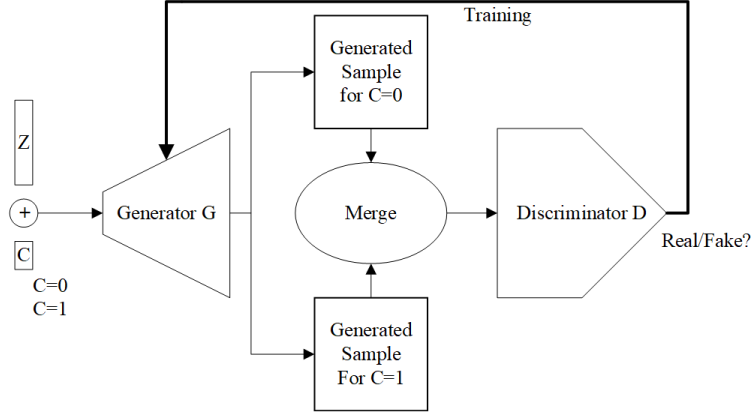 Training
Generated
Sample
for C=0
Z
+
C
C=0
C=1
Generator G
Merge
Discriminator D
Real/Fake?
Generated
Sample
For C=1